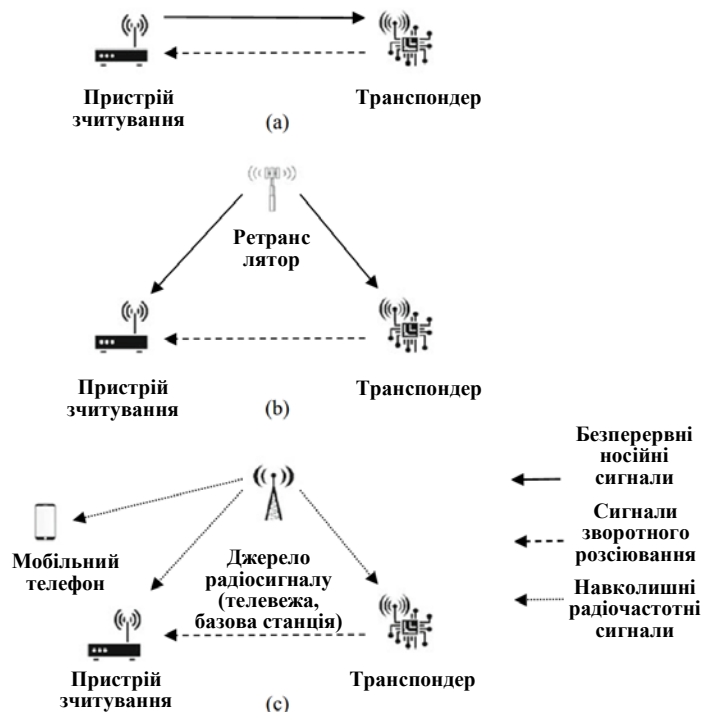 Пристрій
зчитування
Транспондер
(a)
Ретранс
лятор
Пристрій
зчитування
Транспондер
(b)
Безперервні
носійні
сигнали
Сигнали
зворотного
розсіювання
Навколишні
радіочастотні
сигнали
Мобільний
телефон
Джерело
радіосигналу
(телевежа,
базова станція)
Пристрій
зчитування
Транспондер
(c)